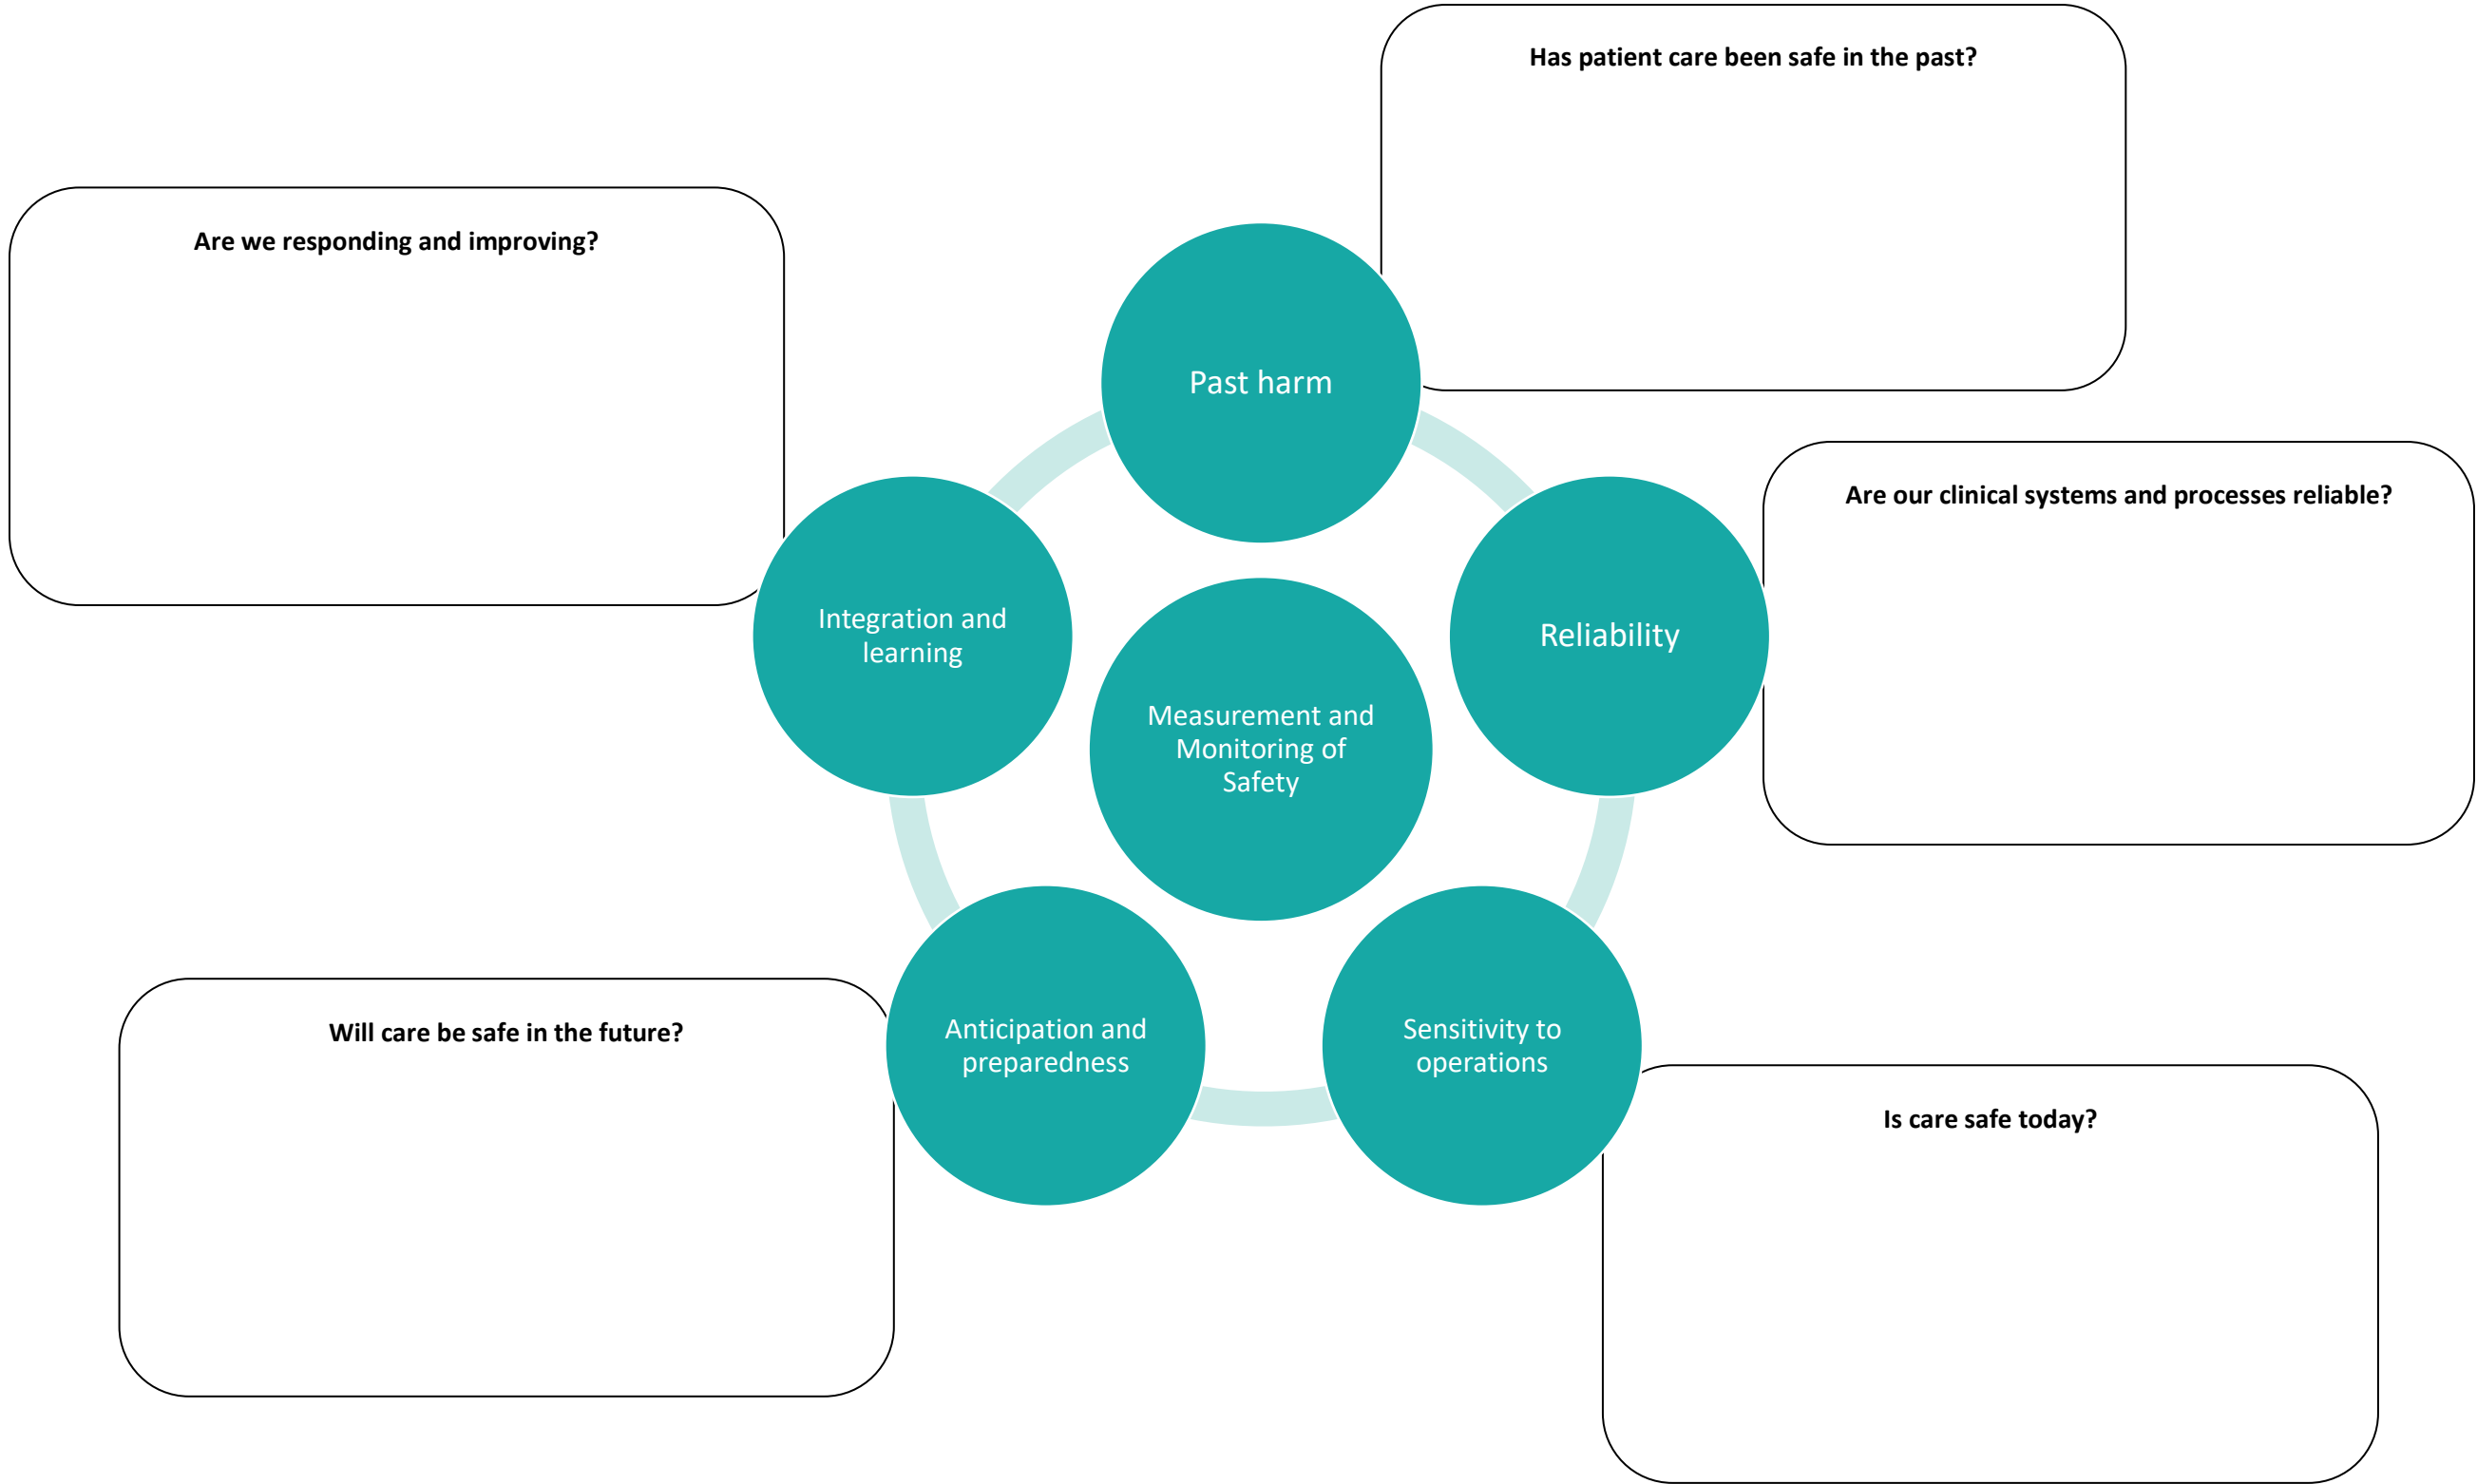 Has patient care been safe in the past?
Are we responding and improving?
Past harm
Are our clinical systems and processes reliable?
Integration and
learning
Reliability
Measurement and
Monitoring of
Safety
Will care be safe in the future?
Anticipation and
preparedness
Sensitivity to
operations
Is care safe today?